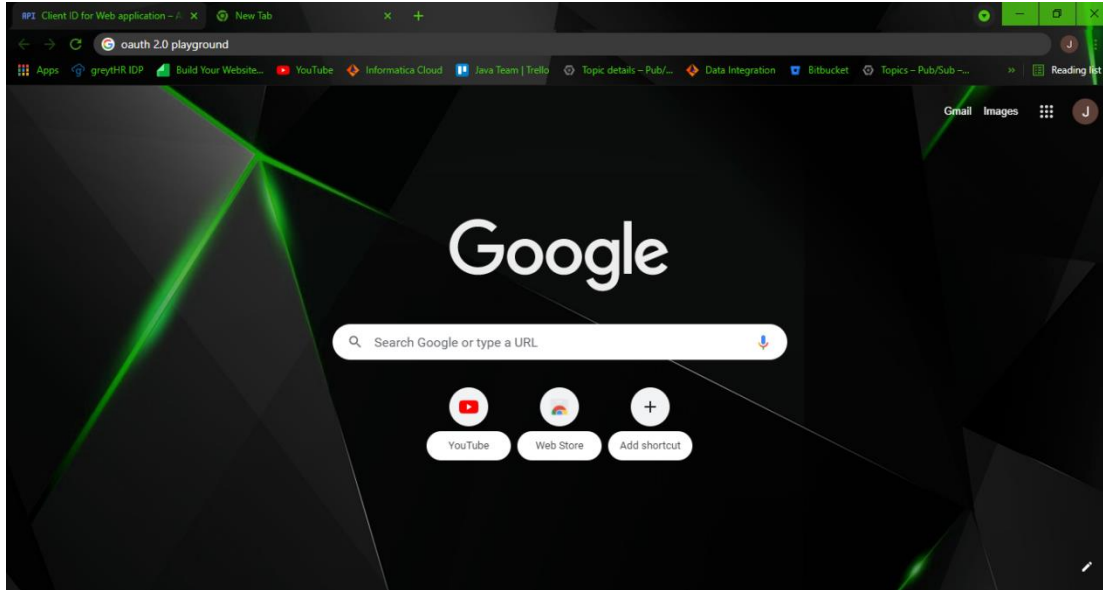 API Client ID for Web application – A New Tab
oauth 2.0 playground J
Apps greytHR IDP Build Your Website... YouTube Informatica Cloud Java Team | Trello Topic details – Pub/... Data Integration Bitbucket Topics – Pub/Sub –... » Reading list
Gmail Images J
Google
Search Google or type a URL
YouTube Web Store Add shortcut